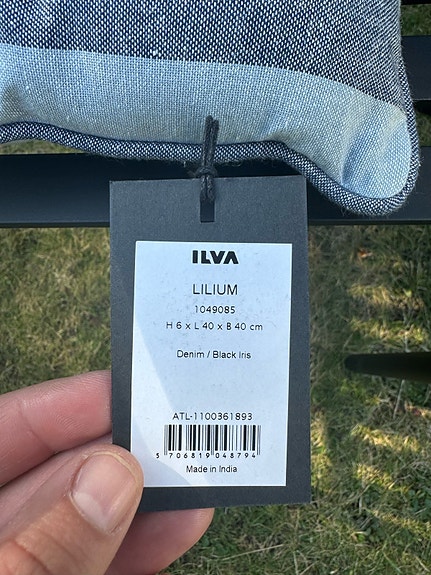 ILVA
LILIUM
1049085
H 6 x L 40 x B 40 cm
Denim / Black Iris
ATL-1100361893
5 706819 048794
Made in India